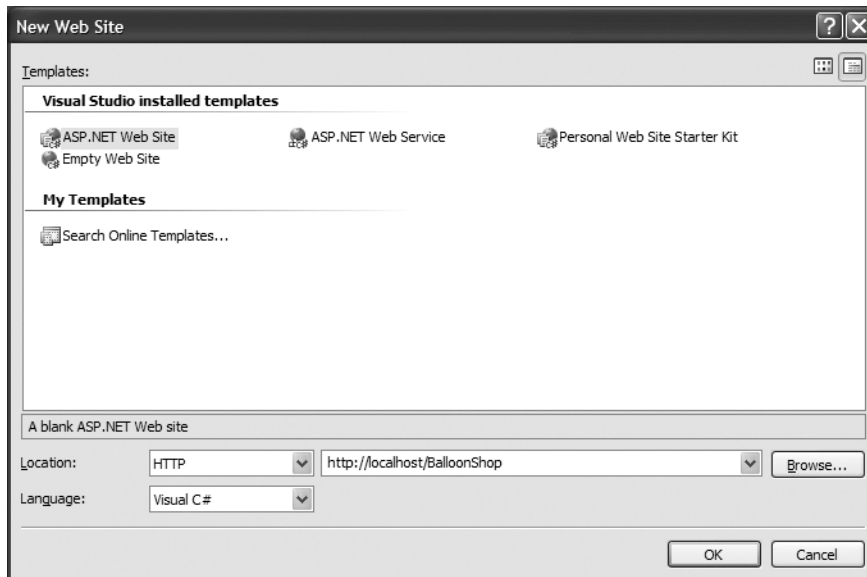 New Web Site
Templates:
Visual Studio installed templates
ASP.NET Web Site
ASP.NET Web Service
Personal Web Site Starter Kit
Empty Web Site
My Templates
Search Online Templates...
A blank ASP.NET Web site
Location:
HTTP
http://localhost/BalloonShop
Browse...
Language:
Visual C#
OK
Cancel